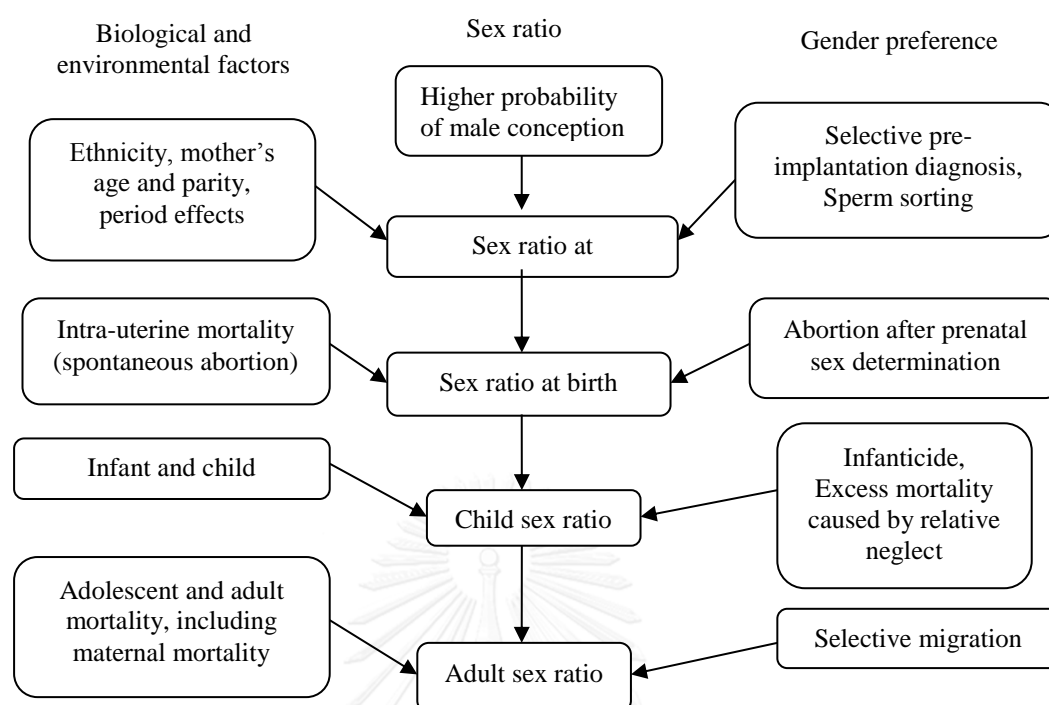 Biological and
environmental factors
Sex ratio
Gender preference
Higher probability
of male conception
Ethnicity, mother's
age and parity,
period effects
Selective pre-
implantation diagnosis,
Sperm sorting
Sex ratio at
Intra-uterine mortality
(spontaneous abortion)
Abortion after prenatal
sex determination
Sex ratio at birth
Infant and child
Infanticide,
Excess mortality
caused by relative
neglect
Child sex ratio
Adolescent and adult
mortality, including
maternal mortality
Selective migration
Adult sex ratio